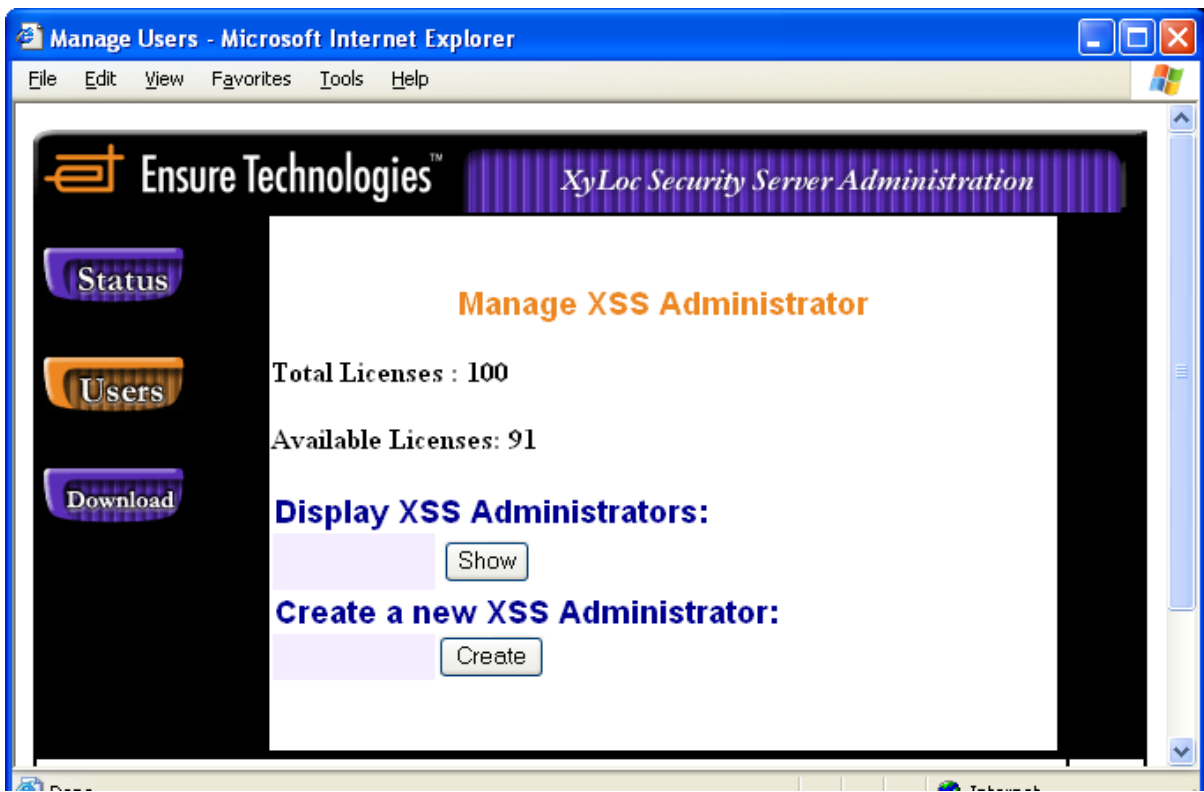 Manage Users - Microsoft Internet Explorer
File Edit View Favorites Tools Help
Ensure Technologies™ XyLoc Security Server Administration
Status
Manage XSS Administrator
Total Licenses : 100
Users
Available Licenses: 91
Download
Display XSS Administrators:
Show
Create a new XSS Administrator:
Create
Done Internet